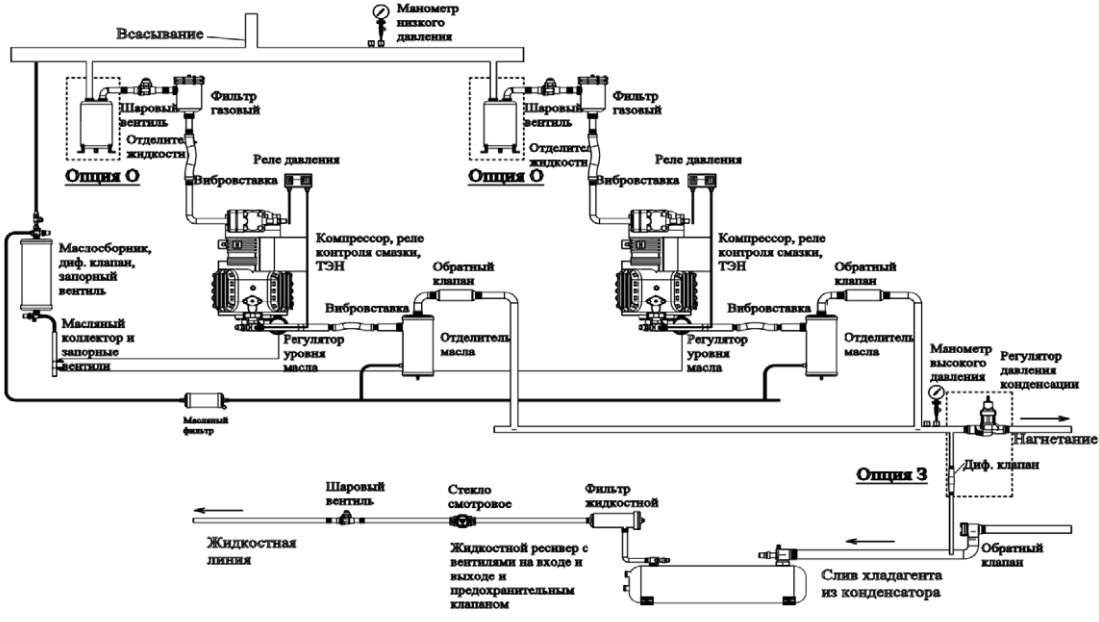 Всасывание
Манометр
низкого
давления
Шаровый
вентиль
Фильтр
газовый
Отделител
жидкости
Опция О
Реле давления
Вибровставка
Шаровый
вентиль
Фильтр
газовый
Отделител
жидкости
Опция О
Реле давления
Вибровставка
Маслосборник,
диф. клапан,
запорный
вентиль
Компрессор, реле
контроля смазки,
ТЭН
Обратный
клапан
Вибровставка
Компрессор, реле
контроля смазки,
ТЭН
Обратный
клапан
Вибровставка
Масляный
коллектор и
запорные
вентили
Регулятор
уровня
масла
Отделитель
масла
Регулятор
уровня
масла
Отделитель
масла
Манометр
высокого
давления
Регулятор
давления
конденсации
Масляный
фильтр
Нагнетание
Диф. клапан
Опция З
Шаровый
вентиль
Стекло
смотровое
Фильтр
жидкостной
Жидкостная
линия
Жидкостной ресивер с
вентилями на входе и
выходе и
предохранительным
клапаном
Слив хладагента
из конденсатора
Обратный
клапан